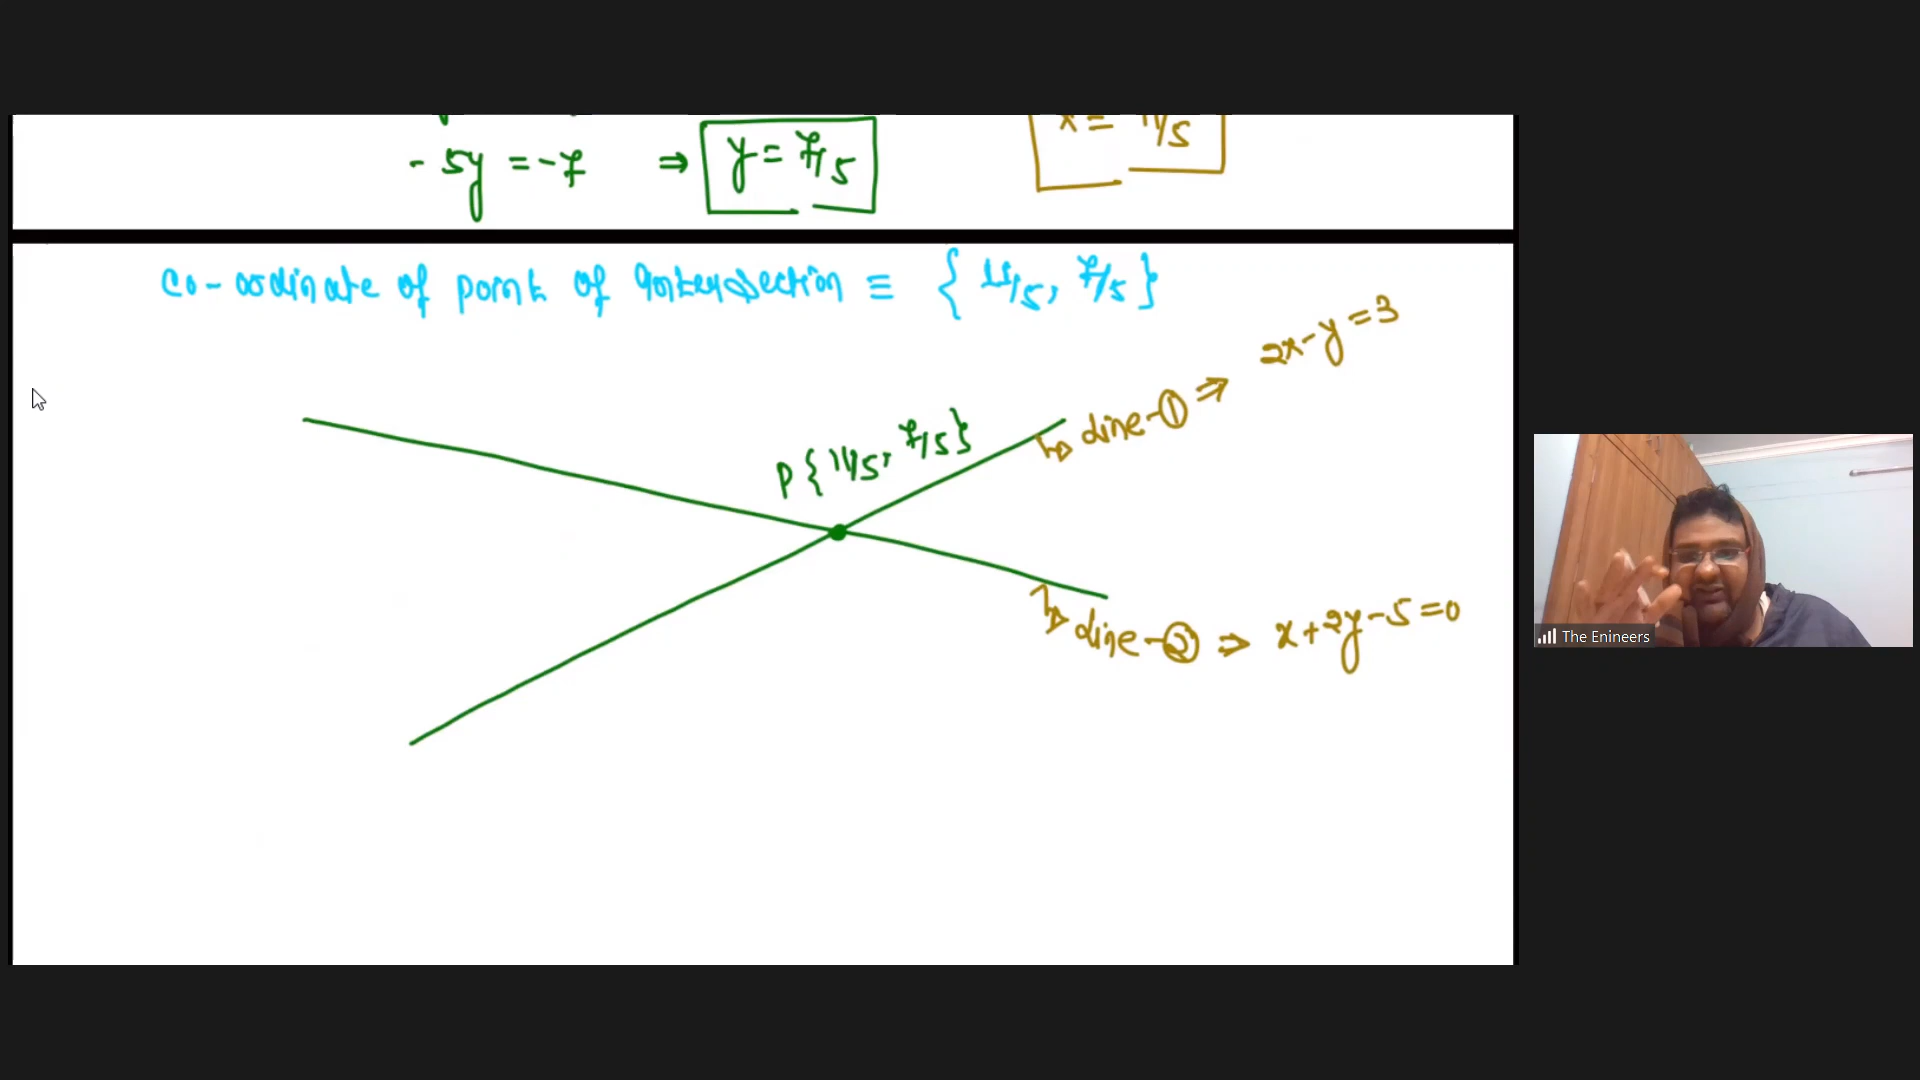 - 5y = -7 ⇒ y = 7/5 x = 11/5
co-ordinate of point of Intersection ≡ { 11/5, 7/5 }
2x-y=3
Line-① ⇒
P{ 11/5, 7/5 }
Line-② ⇒ x+2y-5=0
The Enineers